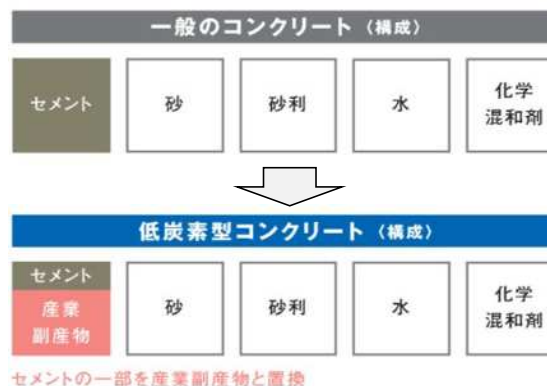 一般のコンクリート〈構成〉
セメント
砂
砂利
水
化学
混和剤
低炭素型コンクリート〈構成〉
セメント
産業
副産物
砂
砂利
水
化学
混和剤
セメントの一部を産業副産物と置換